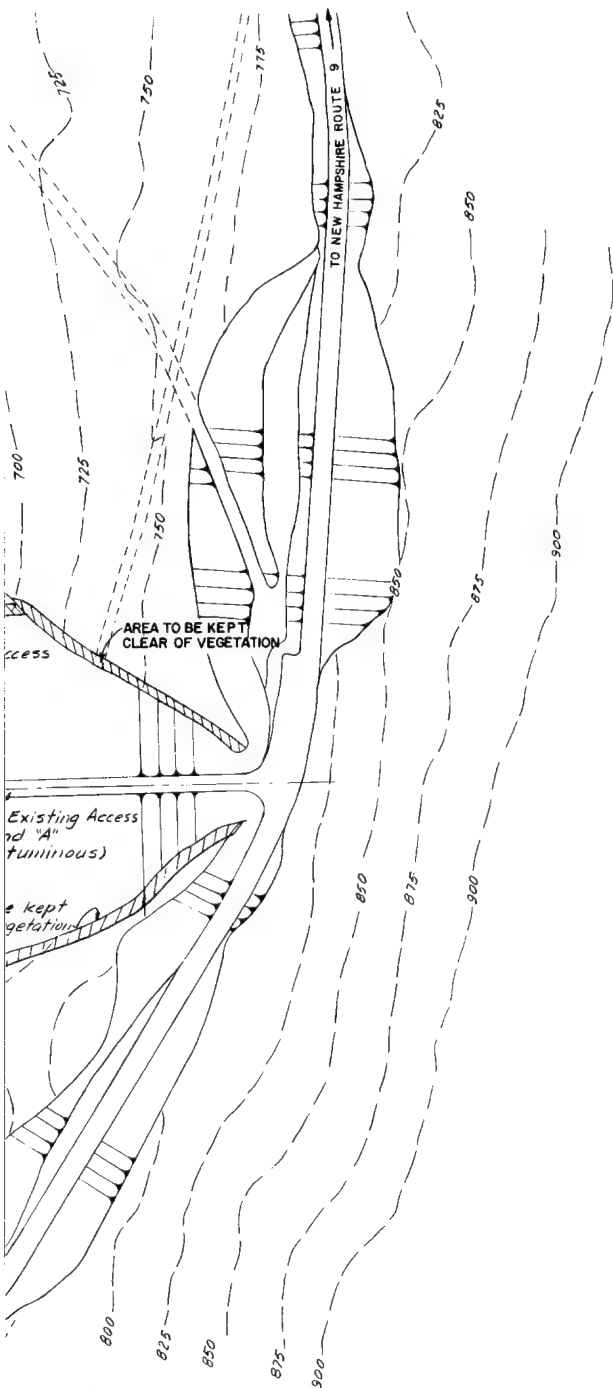 725
750
775
TO NEW HAMPSHIRE ROUTE 9
825
850
700
725
750
850
875
900
AREA TO BE KEPT
CLEAR OF VEGETATION
ccess
Existing Access
nd "A"
tuminous)
e kept
getation
850
875
900
800
825
850
875
900